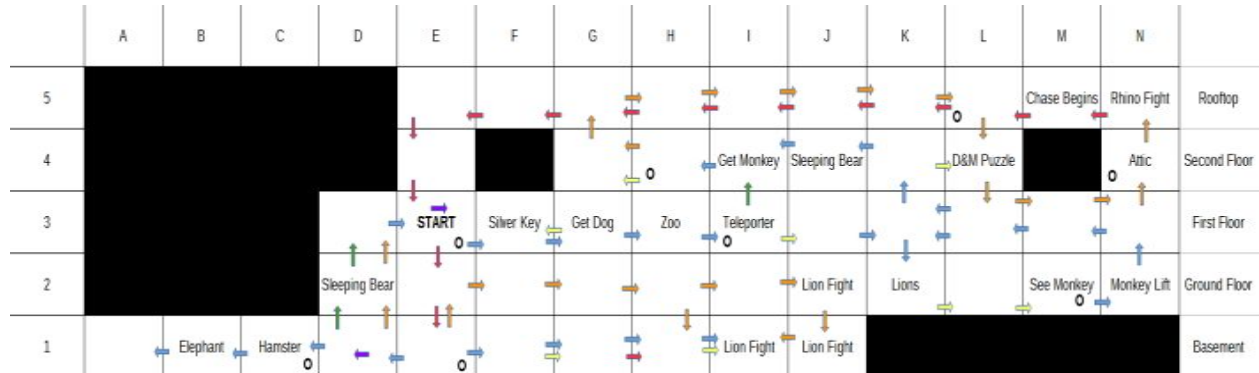 A B C D E F G H I J K L M N
5 Chase Begins Rhino Fight Rooftop
O
4 Get Monkey Sleeping Bear D&M Puzzle Attic Second Floor
O O
3 START Silver Key Get Dog Zoo Teleporter First Floor
O O
2 Sleeping Bear Lion Fight Lions See Monkey Monkey Lift Ground Floor
O
1 Elephant Hamster Lion Fight Lion Fight Basement
O O